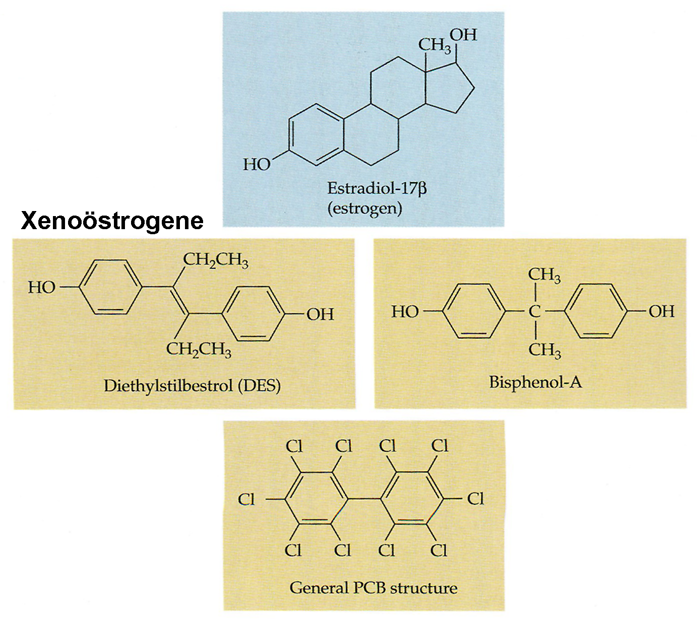 OH
CH₃
HO
Estradiol-17β
(estrogen)
Xenoöstrogene
CH₂CH₃
HO
OH
CH₂CH₃
Diethylstilbestrol (DES)
CH₃
HO
C
OH
CH₃
Bisphenol-A
Cl Cl Cl Cl
Cl Cl
Cl Cl Cl Cl
General PCB structure